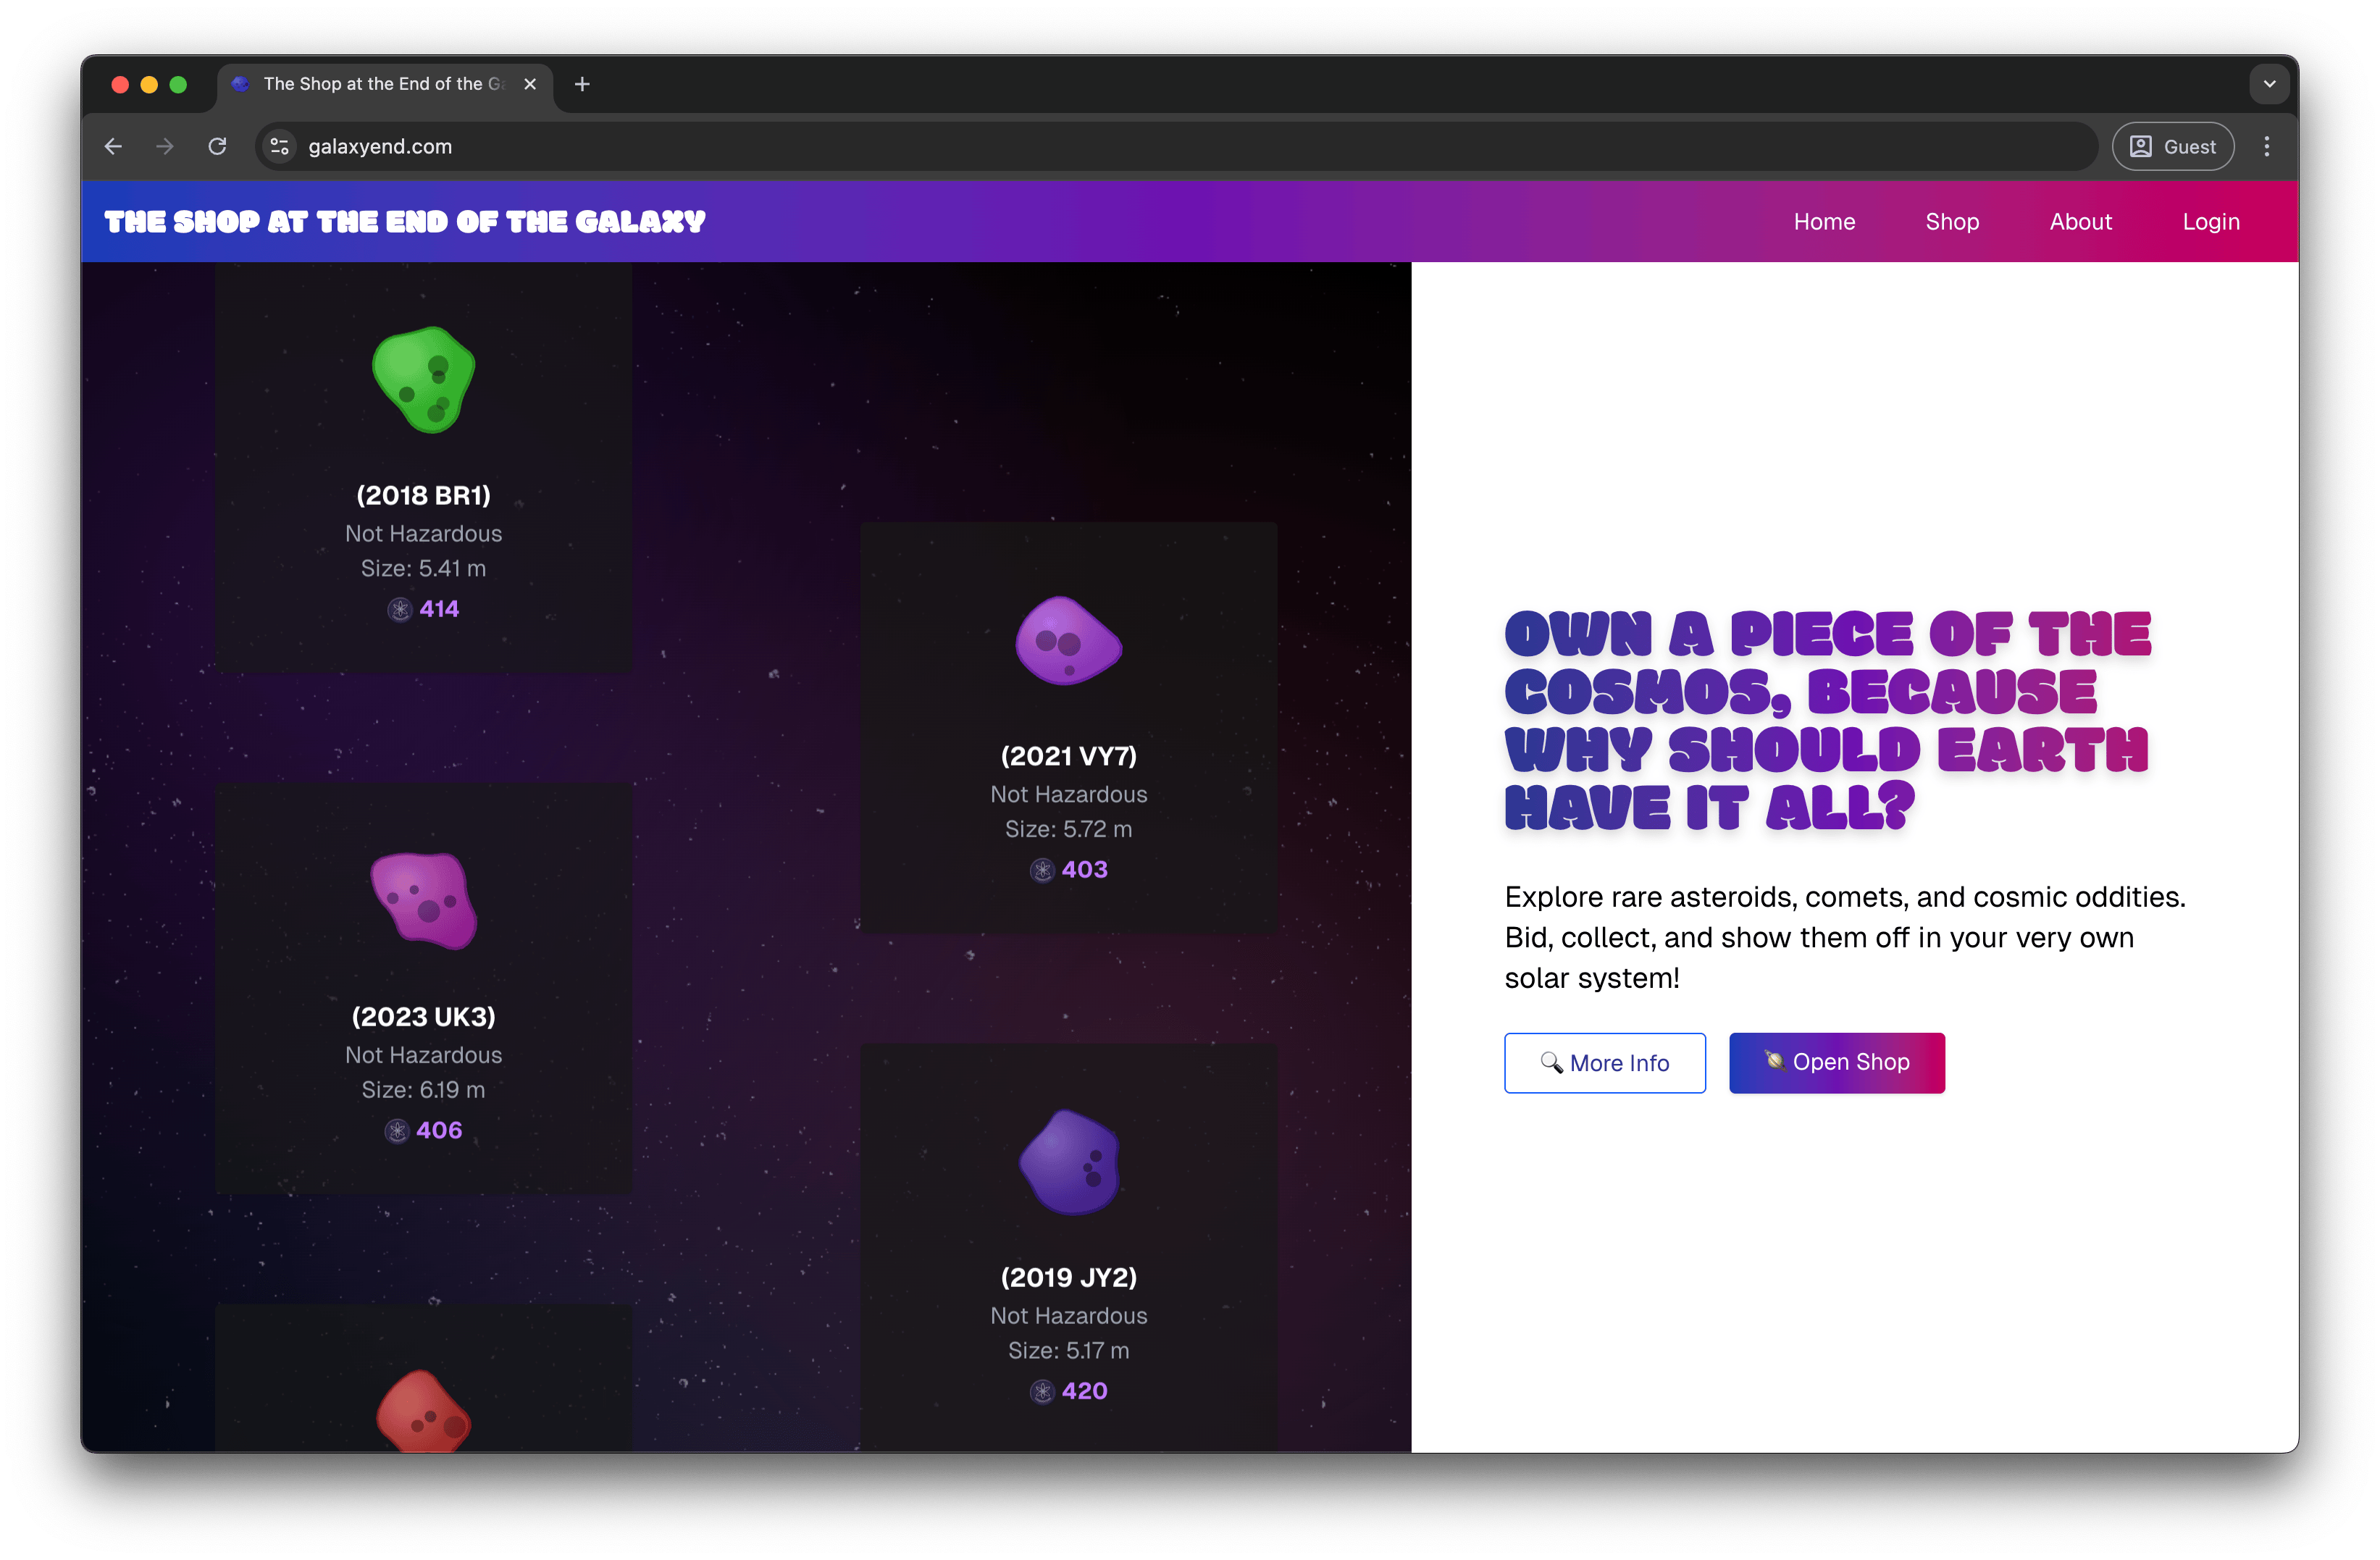 The Shop at the End of the Ga
galaxyend.com
Guest
THE SHOP AT THE END OF THE GALAXY
Home
Shop
About
Login
(2018 BR1)
Not Hazardous
Size: 5.41 m
414
(2023 UK3)
Not Hazardous
Size: 6.19 m
406
(2021 VY7)
Not Hazardous
Size: 5.72 m
403
(2019 JY2)
Not Hazardous
Size: 5.17 m
420
OWN A PIECE OF THE
COSMOS, BECAUSE
WHY SHOULD EARTH
HAVE IT ALL?
Explore rare asteroids, comets, and cosmic oddities.
Bid, collect, and show them off in your very own
solar system!
More Info
Open Shop